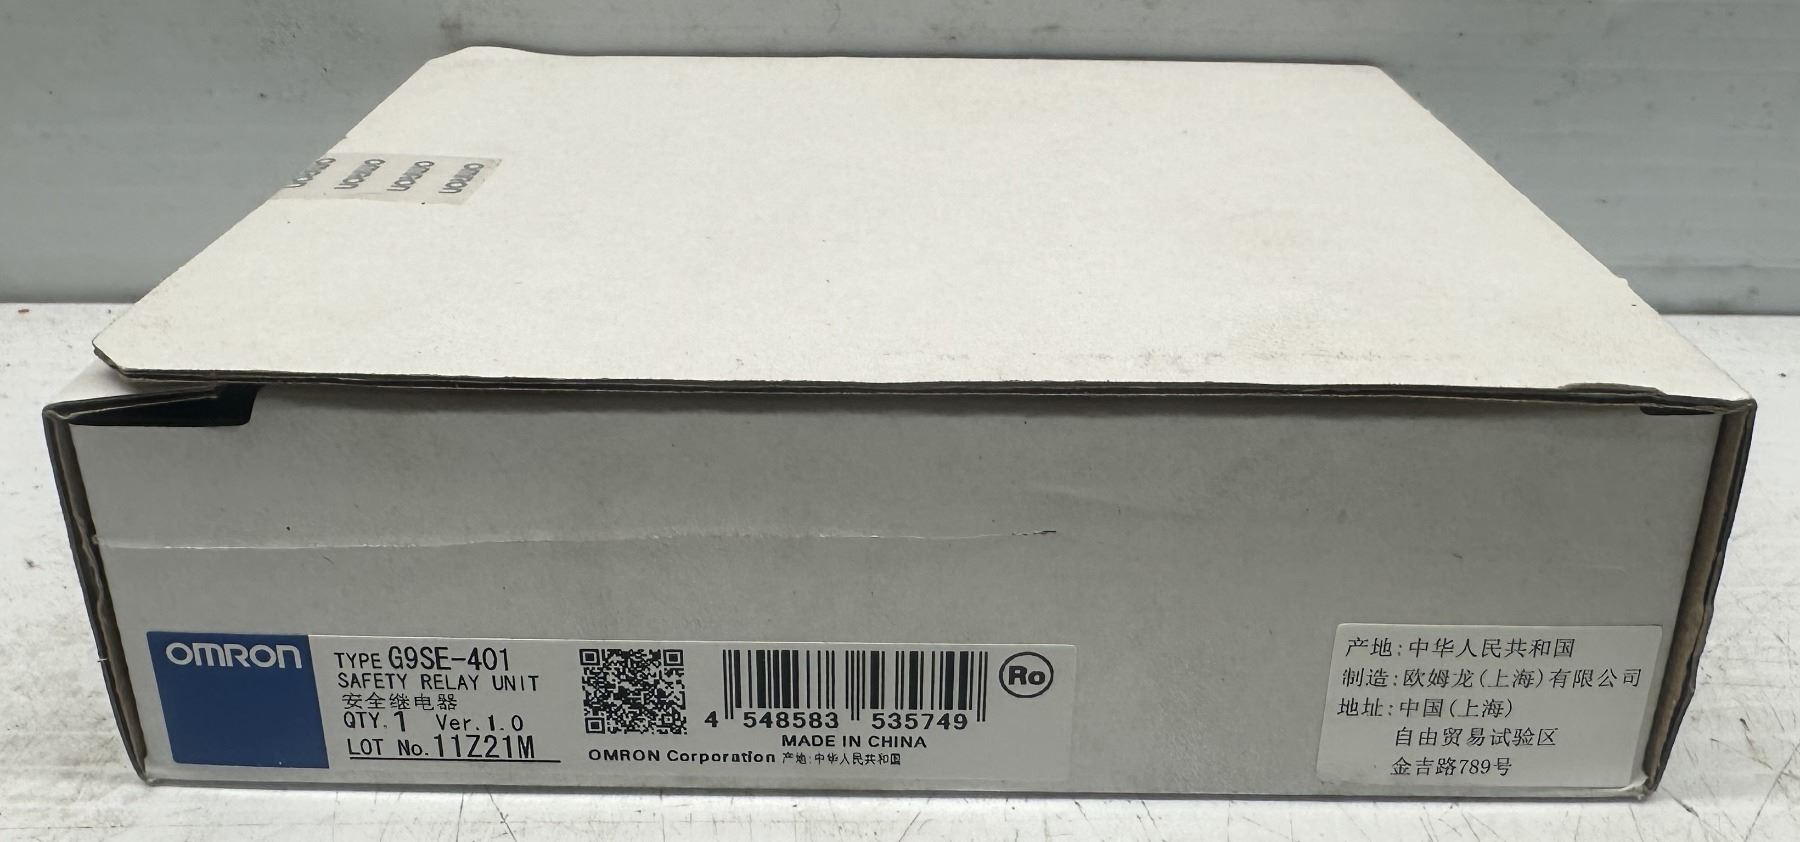 omron omron omron omron
OMRON
TYPE G9SE-401
SAFETY RELAY UNIT
安全继电器
QTY. 1 Ver.1.0
LOT No. 11Z21M
4 548583 535749
MADE IN CHINA
OMRON Corporation 产地:中华人民共和国
Ro
产地:中华人民共和国
制造:欧姆龙(上海)有限公司
地址:中国(上海)
自由贸易试验区
金吉路789号